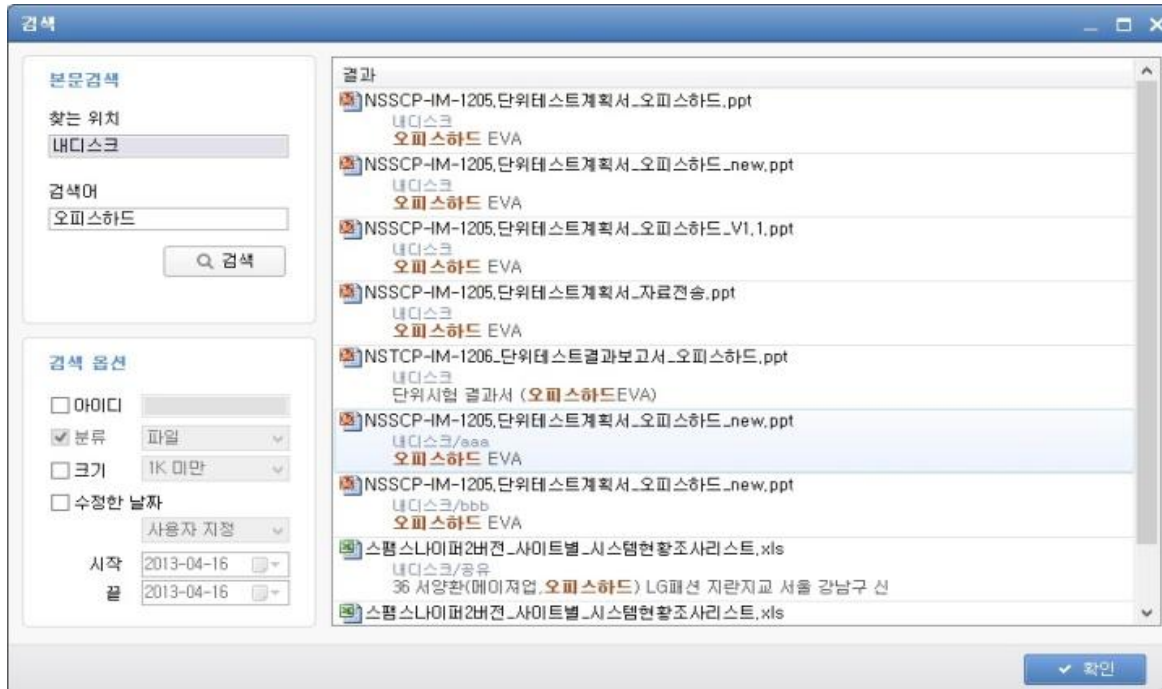 검색
본문검색
찾는 위치
내디스크
검색어
오피스하드
검색
검색 옵션
아이디
분류 파일
크기 1K 미만
수정한 날짜
사용자 지정
시작 2013-04-16
끝 2013-04-16
결과
NSSCP-IM-1205.단위테스트계획서_오피스하드.ppt
내디스크
오피스하드 EVA
NSSCP-IM-1205.단위테스트계획서_오피스하드_new.ppt
내디스크
오피스하드 EVA
NSSCP-IM-1205.단위테스트계획서_오피스하드_V1.1.ppt
내디스크
오피스하드 EVA
NSSCP-IM-1205.단위테스트계획서_자료전송.ppt
내디스크
오피스하드 EVA
NSTCP-IM-1206_단위테스트결과보고서_오피스하드.ppt
내디스크
단위시험 결과서 (오피스하드EVA)
NSSCP-IM-1205.단위테스트계획서_오피스하드_new.ppt
내디스크/aaa
오피스하드 EVA
NSSCP-IM-1205.단위테스트계획서_오피스하드_new.ppt
내디스크/bbb
오피스하드 EVA
스팸스나이퍼2버전_사이트별_시스템현황조사리스트.xls
내디스크/공유
36 서양환(메이져업.오피스하드) LG패션 지란지교 서울 강남구 신
스팸스나이퍼2버전_사이트별_시스템현황조사리스트.xls
확인